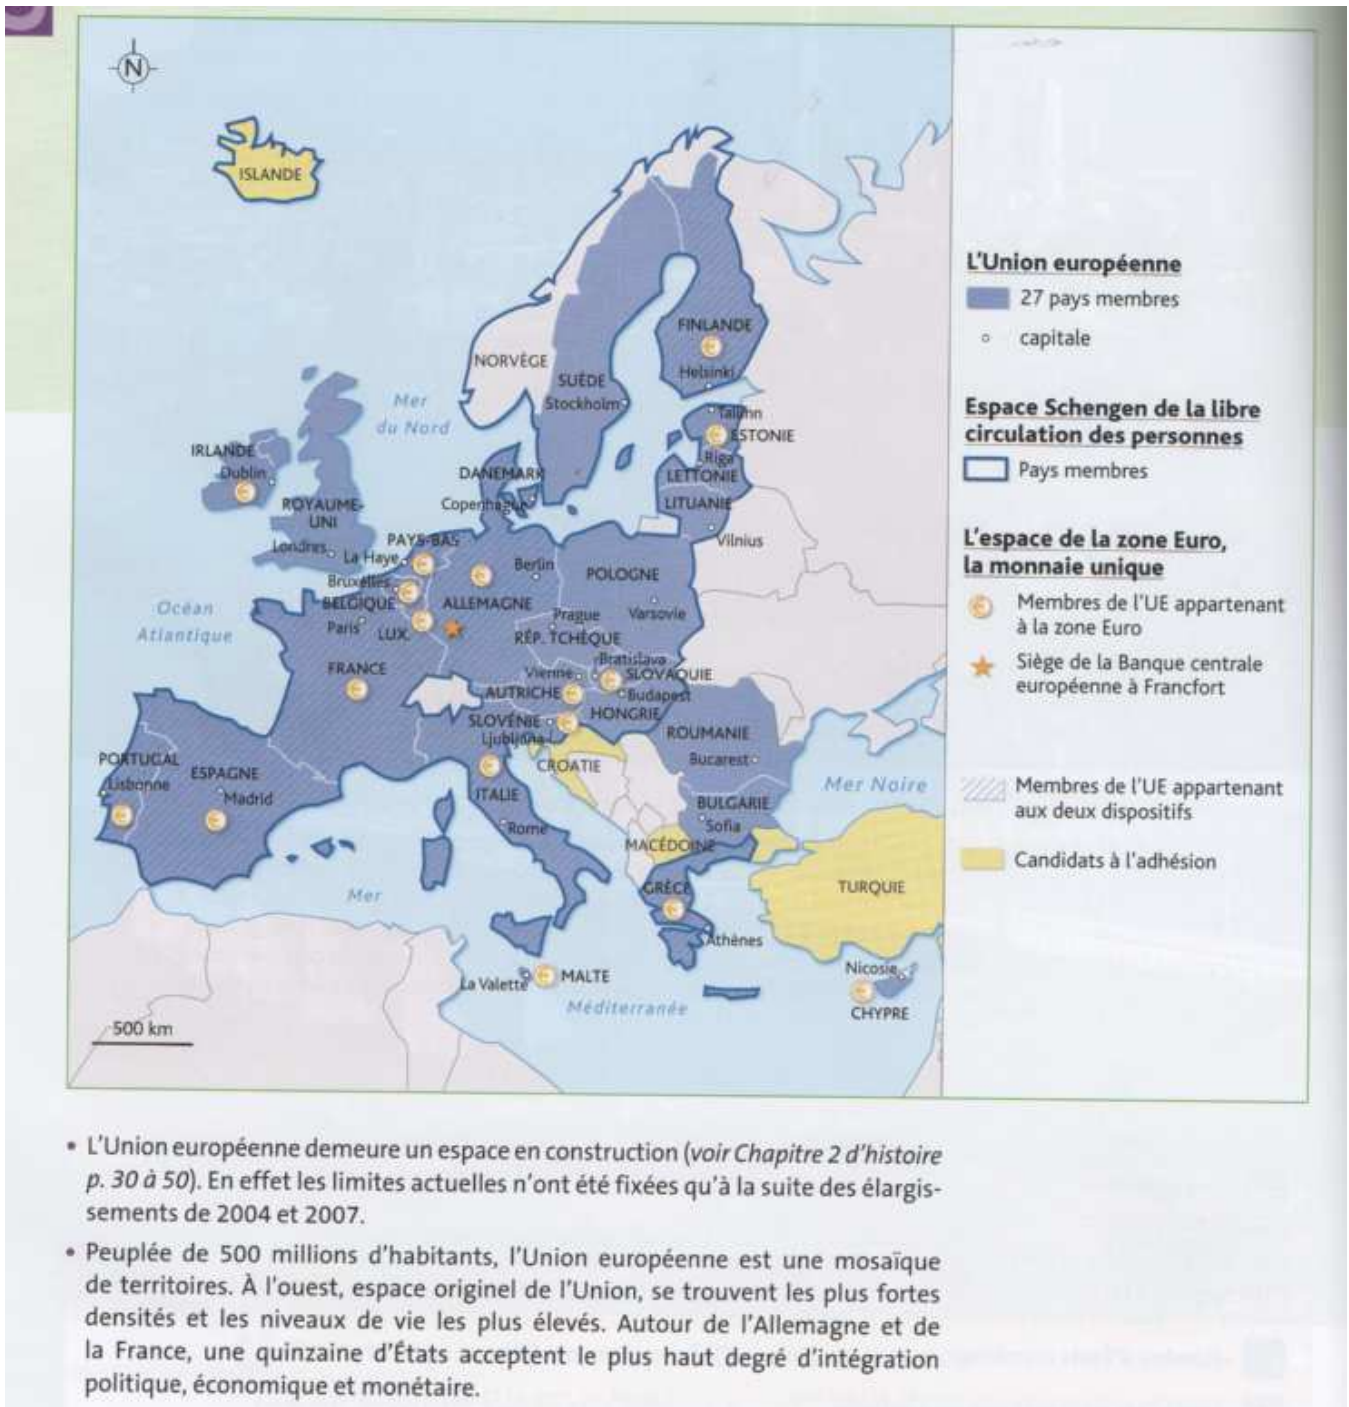 N
ISLANDE
NORVÈGE
FINLANDE
Helsinki
SUÈDE
Stockholm
Mer
du Nord
Tallinn
ESTONIE
Riga
LETTONIE
LITUANIE
Vilnius
IRLANDE
Dublin
ROYAUME-
UNI
Londres
DANEMARK
Copenhague
PAYS-BAS
La Haye
Bruxelles
BELGIQUE
Paris
LUX.
ALLEMAGNE
Berlin
POLOGNE
Varsovie
Prague
RÉP. TCHÈQUE
Océan
Atlantique
FRANCE
Vienne
Bratislava
SLOVAQUIE
AUTRICHE
Budapest
HONGRIE
SLOVÉNIE
Ljubljana
CROATIE
ROUMANIE
Bucarest
Mer Noire
PORTUGAL
Lisbonne
ESPAGNE
Madrid
ITALIE
Rome
BULGARIE
Sofia
MACÉDOINE
GRÈCE
Athènes
TURQUIE
Mer
Méditerranée
La Valette
MALTE
Nicosie
CHYPRE
500 km
L'Union européenne
27 pays membres
capitale
Espace Schengen de la libre
circulation des personnes
Pays membres
L'espace de la zone Euro,
la monnaie unique
€ Membres de l'UE appartenant
à la zone Euro
Siège de la Banque centrale
européenne à Francfort
Membres de l'UE appartenant
aux deux dispositifs
Candidats à l'adhésion
• L'Union européenne demeure un espace en construction (voir Chapitre 2 d'histoire
p. 30 à 50). En effet les limites actuelles n'ont été fixées qu'à la suite des élargis-
sements de 2004 et 2007.
• Peuplée de 500 millions d'habitants, l'Union européenne est une mosaïque
de territoires. À l'ouest, espace originel de l'Union, se trouvent les plus fortes
densités et les niveaux de vie les plus élevés. Autour de l'Allemagne et de
la France, une quinzaine d'États acceptent le plus haut degré d'intégration
politique, économique et monétaire.